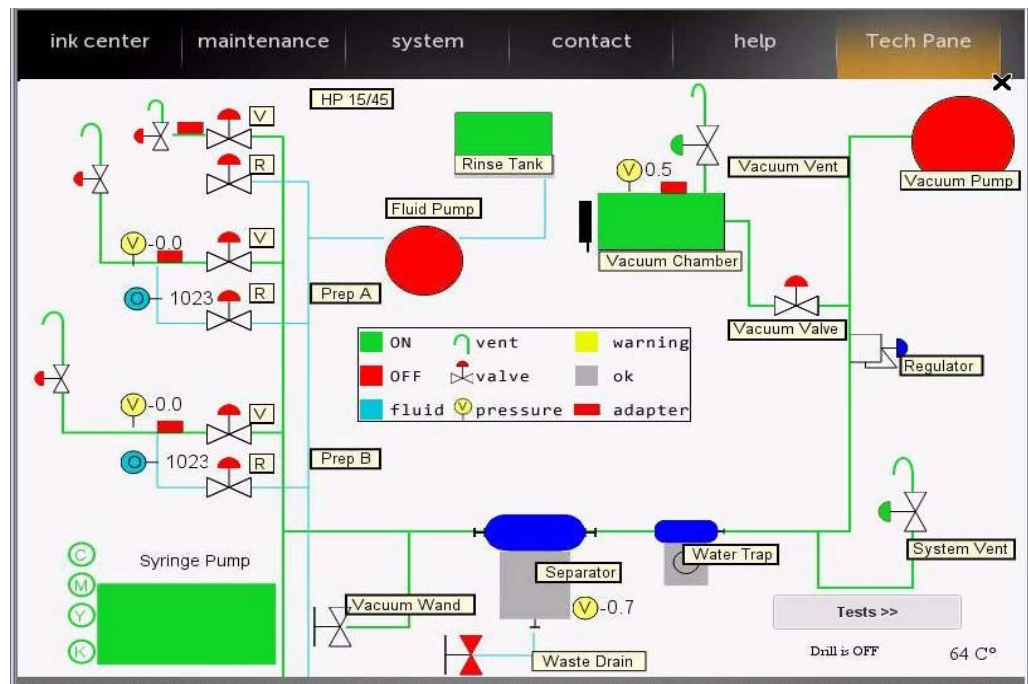 ink center maintenance system contact help Tech Pane
HP 15/45
V
R
Rinse Tank
V 0.5
Vacuum Vent
Vacuum Pump
Fluid Pump
V -0.0
V
Vacuum Chamber
1023
R
Prep A
Vacuum Valve
ON vent warning
OFF valve ok
fluid V pressure adapter
Regulator
V -0.0
V
1023
R
Prep B
C
M
Y
K
Syringe Pump
Separator
Water Trap
System Vent
Vacuum Wand
V -0.7
Waste Drain
Tests >>
Drill is OFF
64 C°